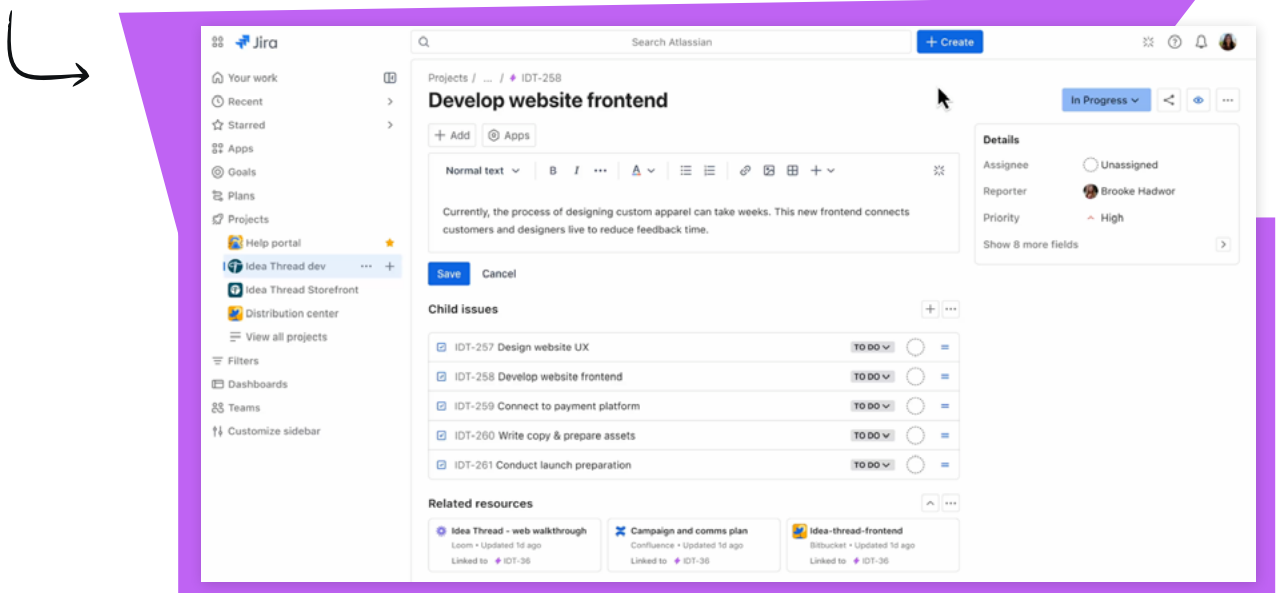 Jira
Search Atlassian
+ Create
Your work
Recent
Starred
Apps
Goals
Plans
Projects
Help portal
Idea Thread dev
Idea Thread Storefront
Distribution center
View all projects
Filters
Dashboards
Teams
Customize sidebar
Projects / ... / IDT-258
Develop website frontend
In Progress
+ Add
Apps
Normal text B I ••• A
Currently, the process of designing custom apparel can take weeks. This new frontend connects
customers and designers live to reduce feedback time.
Save Cancel
Details
Assignee Unassigned
Reporter Brooke Hadwor
Priority High
Show 8 more fields
Child issues
IDT-257 Design website UX TO DO
IDT-258 Develop website frontend TO DO
IDT-259 Connect to payment platform TO DO
IDT-260 Write copy & prepare assets TO DO
IDT-261 Conduct launch preparation TO DO
Related resources
Idea Thread - web walkthrough
Loom • Updated 1d ago
Linked to IDT-36
Campaign and comms plan
Confluence • Updated 1d ago
Linked to IDT-36
Idea-thread-frontend
Bitbucket • Updated 1d ago
Linked to IDT-36